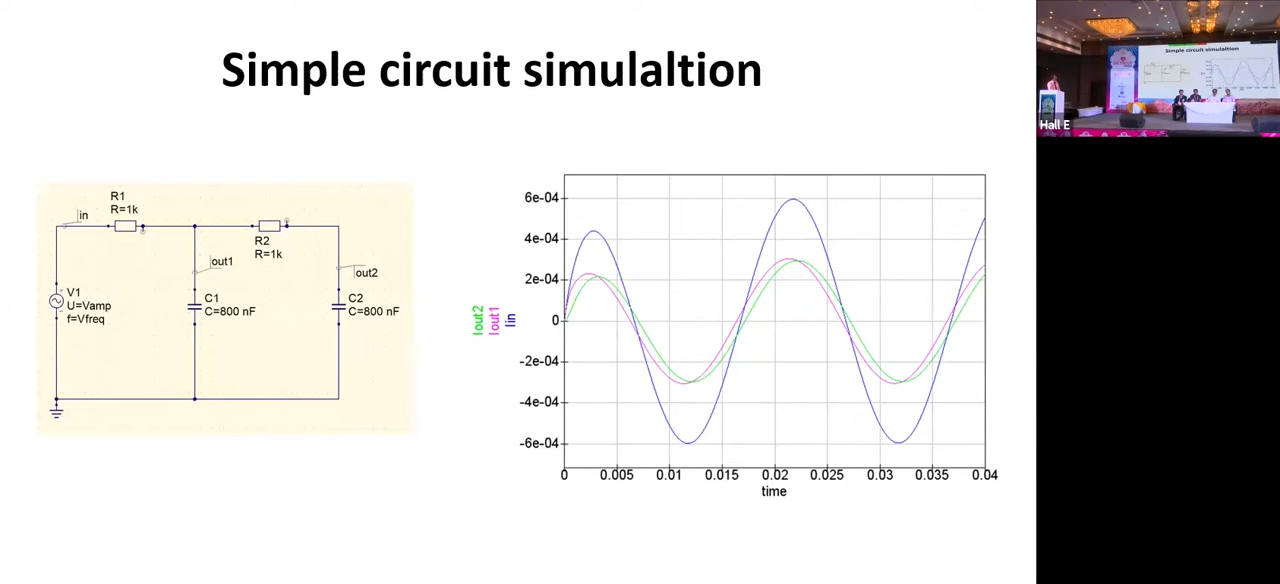 Simple circuit simulaltion
in
R1
R=1k
R2
R=1k
out1
out2
V1
U=Vamp
f=Vfreq
C1
C=800 nF
C2
C=800 nF
Iout2
Iout1
Iin
6e-04
4e-04
2e-04
0
-2e-04
-4e-04
-6e-04
0 0.005 0.01 0.015 0.02 0.025 0.03 0.035 0.04
time
Simple circuit simulaltion
Hall E